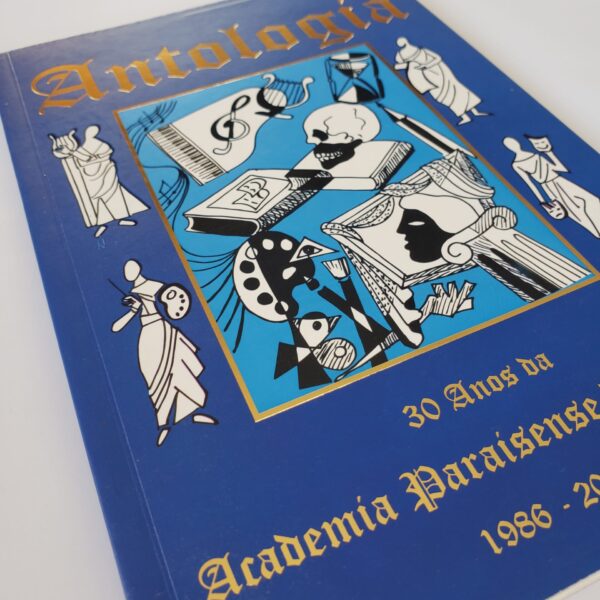 Antologia
30 Anos da
Academia Paraisense
1986 - 20